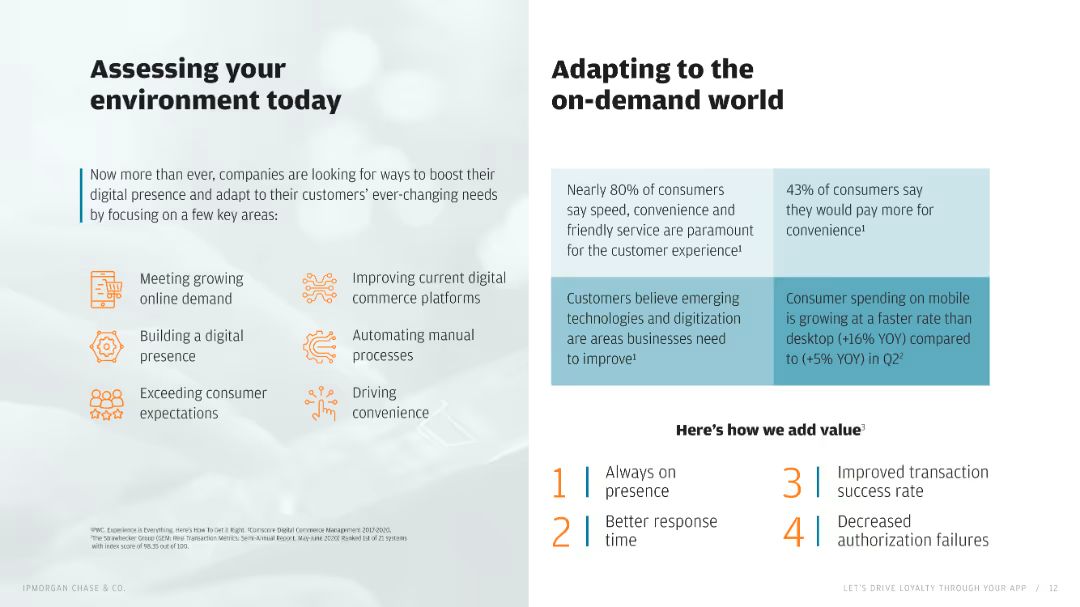 Assessing your
environment today
Now more than ever, companies are looking for ways to boost their
digital presence and adapt to their customers' ever-changing needs
by focusing on a few key areas:
Meeting growing
online demand
Improving current digital
commerce platforms
Building a digital
presence
Automating manual
processes
Exceeding consumer
expectations
Driving
convenience
¹PWC. Experience is Everything. Here's How To Get It Right. ²Comscore Digital Commerce Management 2017-2020.
³The Strawhecker Group (GEM: Real Transaction Metrics: Semi-Annual Report, May-June 2020) Ranked 1st of 21 systems
with index score of 98.35 out of 100.
JPMORGAN CHASE & CO.
Adapting to the
on-demand world
Nearly 80% of consumers
say speed, convenience and
friendly service are paramount
for the customer experience¹
43% of consumers say
they would pay more for
convenience¹
Customers believe emerging
technologies and digitization
are areas businesses need
to improve¹
Consumer spending on mobile
is growing at a faster rate than
desktop (+16% YOY) compared
to (+5% YOY) in Q2²
Here's how we add value³
1 Always on
presence
2 Better response
time
3 Improved transaction
success rate
4 Decreased
authorization failures
LET'S DRIVE LOYALTY THROUGH YOUR APP / 12